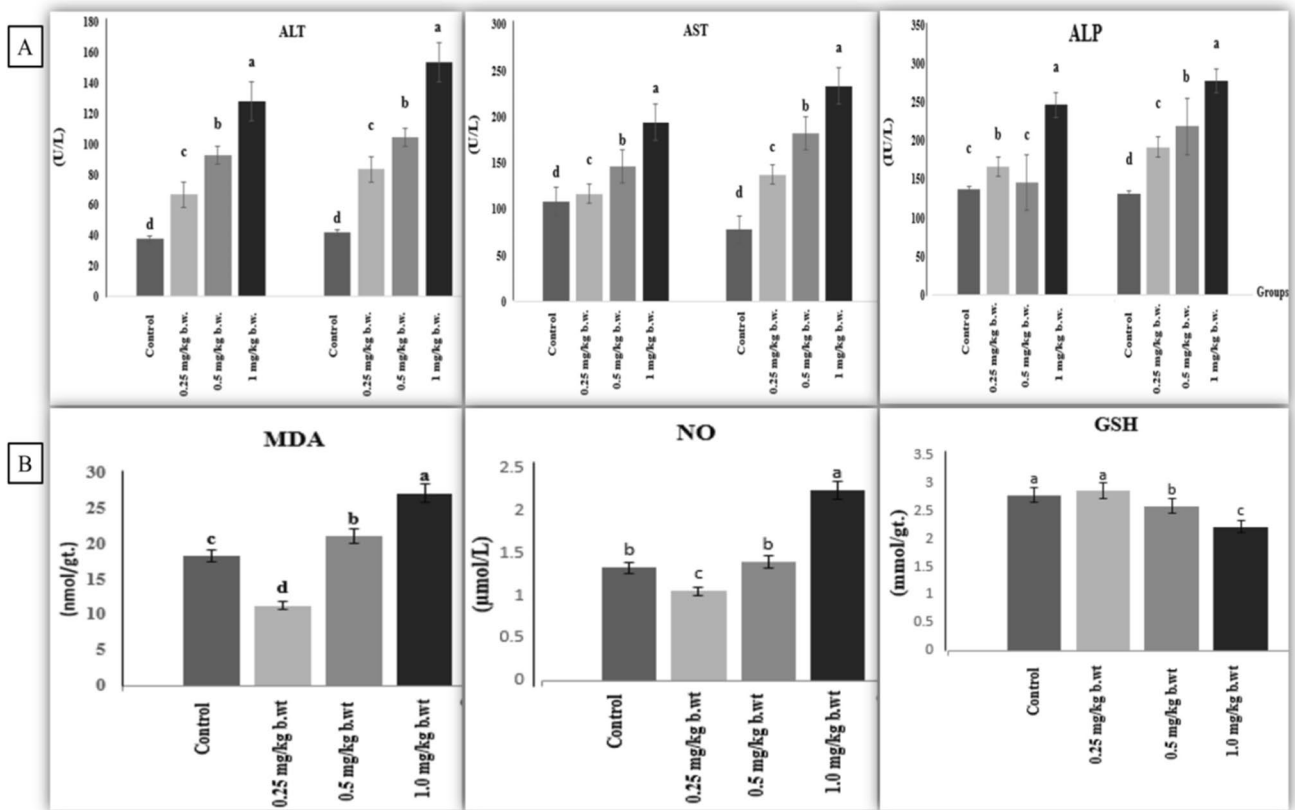 A
ALT
(U/L)
180
160
140
120
100
80
60
40
20
0
d
c
b
a
d
c
b
a
Control
0.25 mg/kg b.w.
0.5 mg/kg b.w.
1 mg/kg b.w.
Control
0.25 mg/kg b.w.
0.5 mg/kg b.w.
1 mg/kg b.w.
AST
(U/L)
300
250
200
150
100
50
0
d
c
b
a
d
c
b
a
Control
0.25 mg/kg b.w.
0.5 mg/kg b.w.
1 mg/kg b.w.
Control
0.25 mg/kg b.w.
0.5 mg/kg b.w.
1 mg/kg b.w.
ALP
(IU/L)
350
300
250
200
150
100
50
0
c
b
c
a
d
c
b
a
Groups
Control
0.25 mg/kg b.w.
0.5 mg/kg b.w.
1 mg/kg b.w.
Control
0.25 mg/kg b.w.
0.5 mg/kg b.w.
1 mg/kg b.w.
B
MDA
(nmol/gt.)
30
25
20
15
10
5
0
c
d
b
a
Control
0.25 mg/kg b.wt
0.5 mg/kg b.wt
1.0 mg/kg b.wt
NO
(µmol/L)
2.5
2
1.5
1
0.5
0
b
c
b
a
Control
0.25 mg/kg b.wt
0.5 mg/kg b.wt
1.0 mg/kg b.wt
GSH
(mmol/gt.)
3.5
3
2.5
2
1.5
1
0.5
0
a
a
b
c
Control
0.25 mg/kg b.wt
0.5 mg/kg b.wt
1.0 mg/kg b.wt